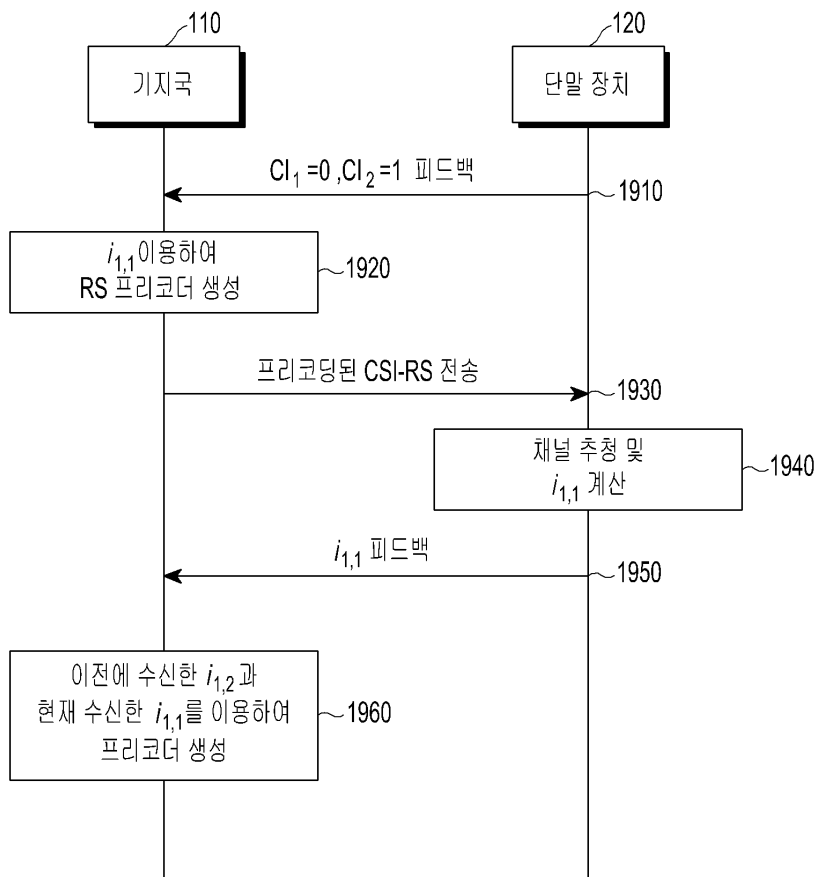 110
120
기지국
단말 장치
CI₁ =0 ,CI₂ =1 피드백
1910
i₁,₁ 이용하여
RS 프리코더 생성
1920
프리코딩된 CSI-RS 전송
1930
채널 추청 및
i₁,₁ 계산
1940
i₁,₁ 피드백
1950
이전에 수신한 i₁,₂과
현재 수신한 i₁,₁를 이용하여
프리코더 생성
1960